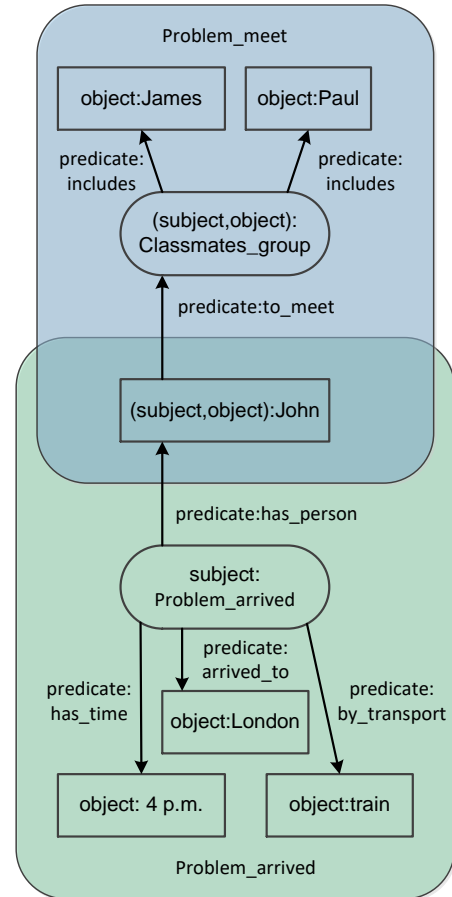 Problem_meet
object:James
object:Paul
predicate:
includes
predicate:
includes
(subject,object):
Classmates_group
predicate:to_meet
(subject,object):John
predicate:has_person
subject:
Problem_arrived
predicate:
has_time
predicate:
arrived_to
predicate:
by_transport
object:London
object: 4 p.m.
object:train
Problem_arrived